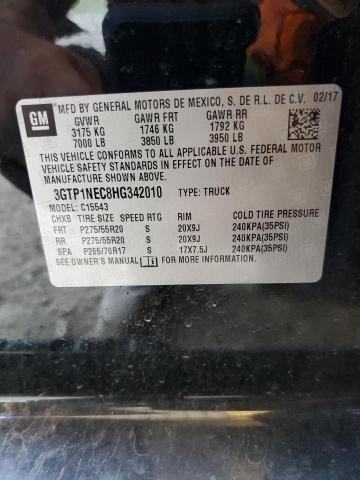 GM
MFD BY GENERAL MOTORS DE MEXICO, S. DE R.L. DE C.V. 02/17
GVWR GAWR FRT GAWR RR
3175 KG 1746 KG 1792 KG
7000 LB 3850 LB 3950 LB
THIS VEHICLE CONFORMS TO ALL APPLICABLE U.S. FEDERAL MOTOR
VEHICLE SAFETY STANDARDS IN EFFECT ON THE DATE OF
MANUFACTURE SHOWN ABOVE.
3GTP1NEC8HG342010 TYPE: TRUCK
MODEL: C15543
CHXB TIRE SIZE SPEED RTG RIM COLD TIRE PRESSURE
FRT P275/55R20 S 20X9J 240KPA(35PSI)
RR P275/55R20 S 20X9J 240KPA(35PSI)
SPA P265/70R17 S 17X7.5J 240KPA(35PSI)
SEE OWNER'S MANUAL FOR MORE INFORMATION